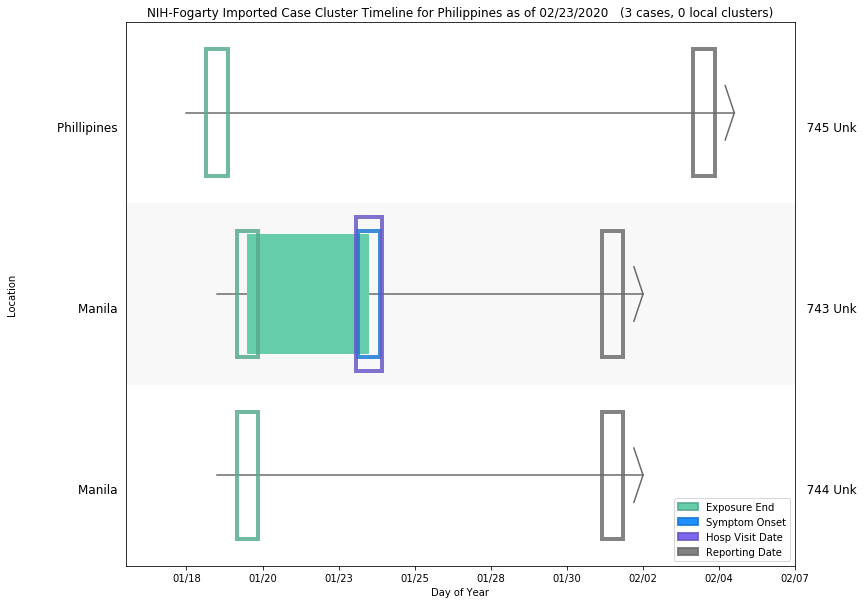 NIH-Fogarty Imported Case Cluster Timeline for Philippines as of 02/23/2020   (3 cases, 0 local clusters)
Phillipines
745 Unk
Location
Manila
743 Unk
Manila
744 Unk
Exposure End
Symptom Onset
Hosp Visit Date
Reporting Date
01/18 01/20 01/23 01/25 01/28 01/30 02/02 02/04 02/07
Day of Year